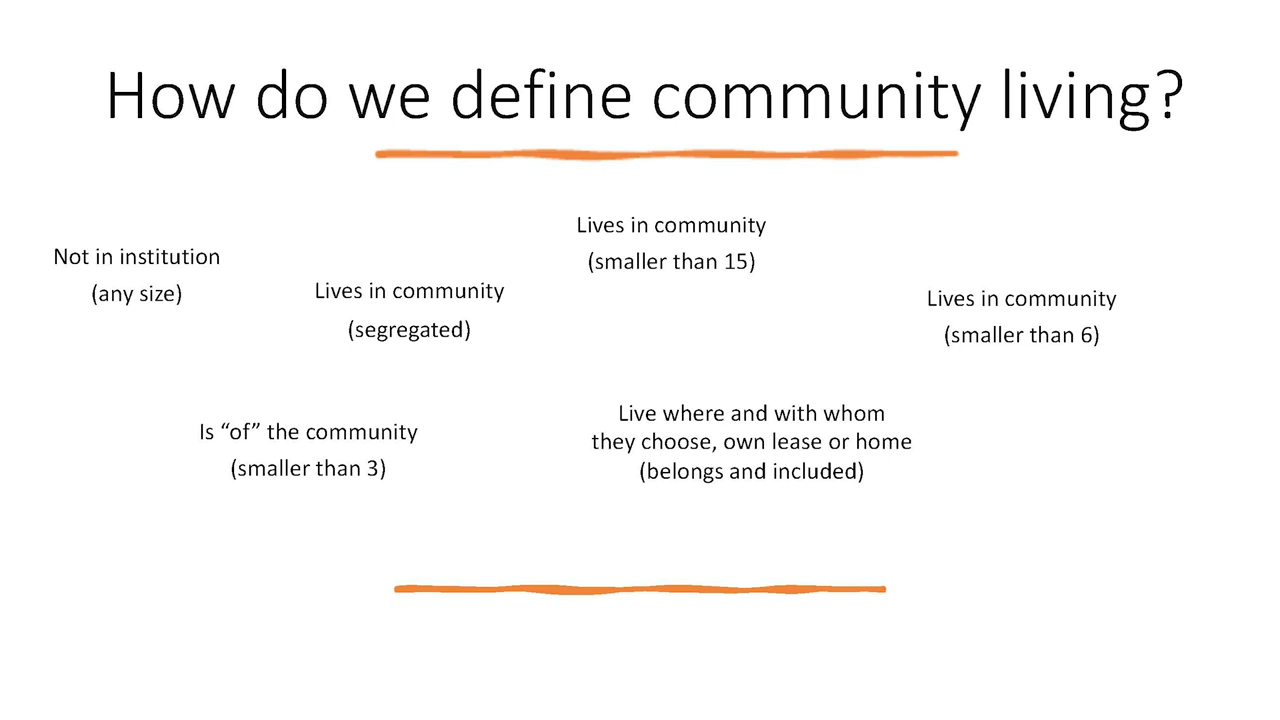 How do we define community living?
Not in institution
(any size)
Lives in community
(segregated)
Lives in community
(smaller than 15)
Lives in community
(smaller than 6)
Is “of” the community
(smaller than 3)
Live where and with whom
they choose, own lease or home
(belongs and included)